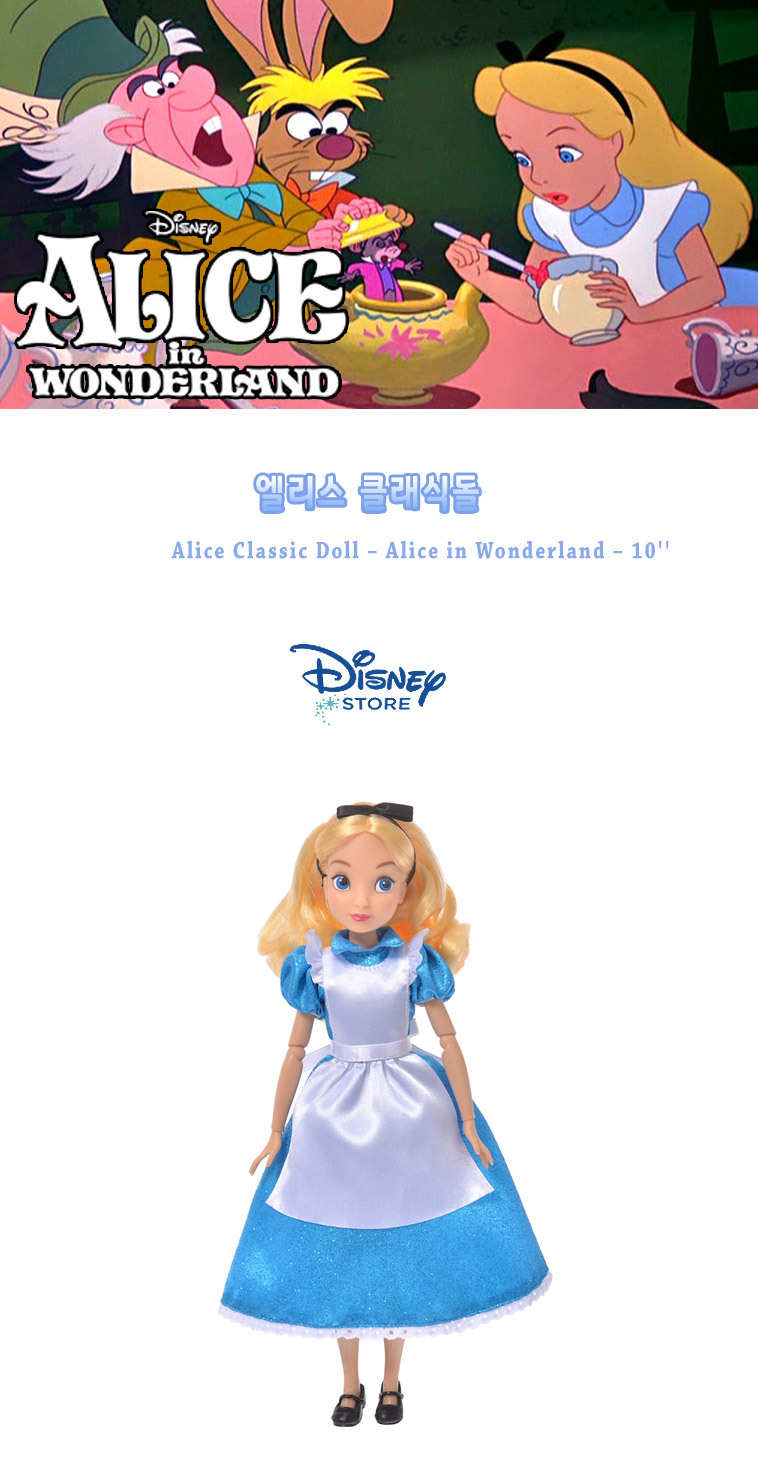 DISNEY
ALICE
in
WONDERLAND
엘리스 클래식돌
Alice Classic Doll – Alice in Wonderland – 10''
DISNEY
STORE